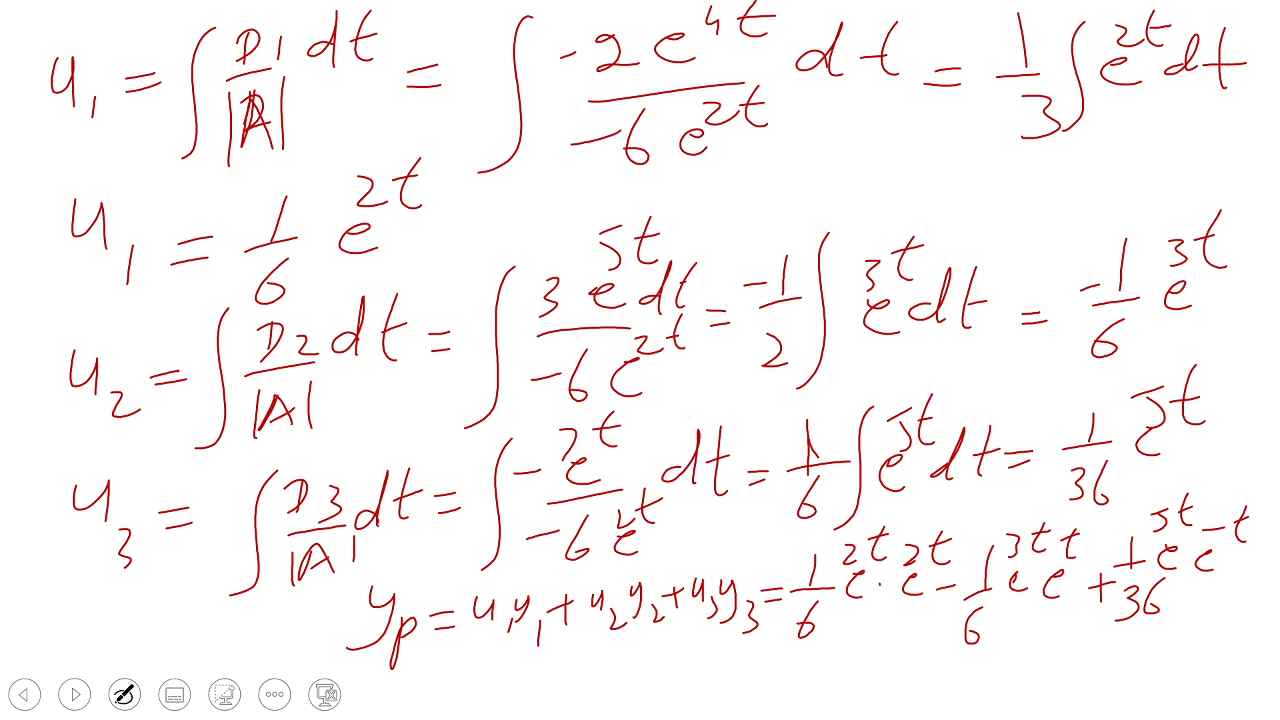 u₁ = ∫ D1/|A| dt = ∫ -2e^{4t}/-6e^{2t} dt = 1/3 ∫ e^{2t} dt
u₁ = 1/6 e^{2t}
u₂ = ∫ D2/|A| dt = ∫ 3e^{5t}dt/-6e^{2t} = -1/2 ∫ e^{3t} dt = -1/6 e^{3t}
u₃ = ∫ D3/|A| dt = ∫ -e^{7t}/-6e^{2t} dt = 1/6 ∫ e^{5t} dt = 1/36 e^{5t}
y_p = u₁y₁ + u₂y₂ + u₃y₃ = 1/6 e^{2t} · e^{2t} - 1/6 e^{3t} e^{t} + 1/36 e^{5t} e^{-t}